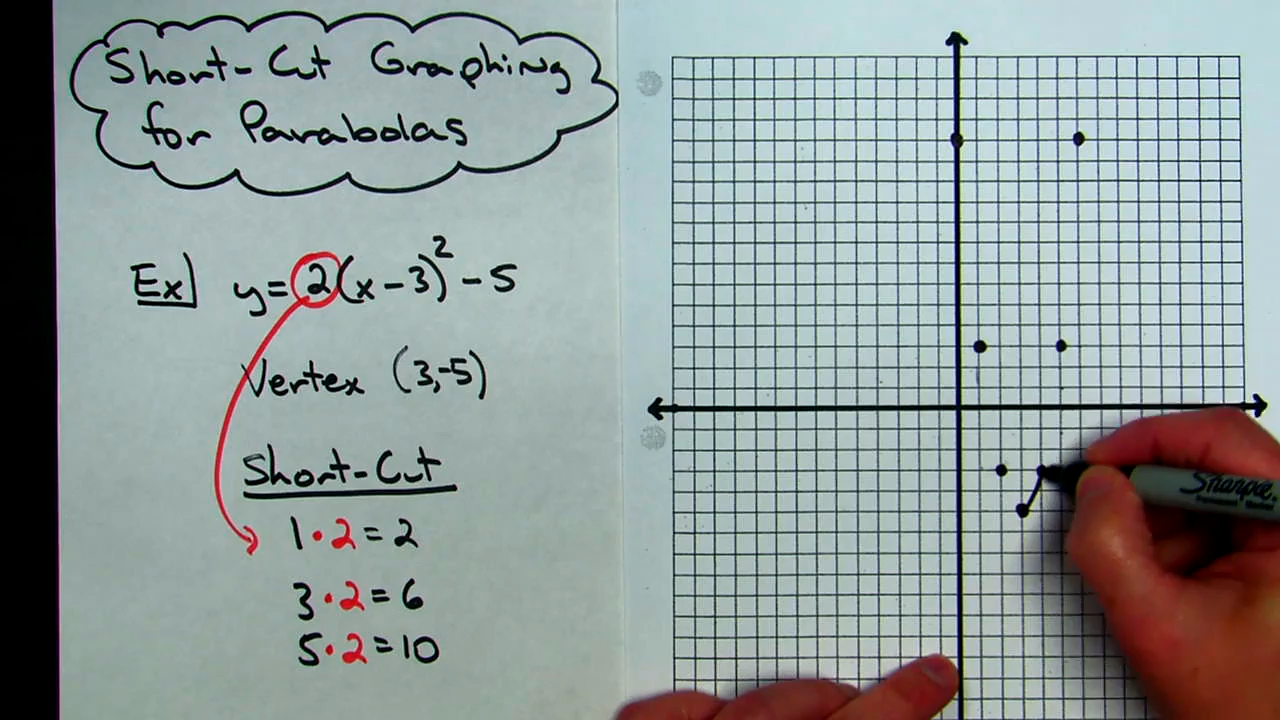 Short-Cut Graphing
for Parabolas
Ex) y=2(x-3)²-5
Vertex (3,-5)
Short-Cut
1·2=2
3·2=6
5·2=10
Sharpie